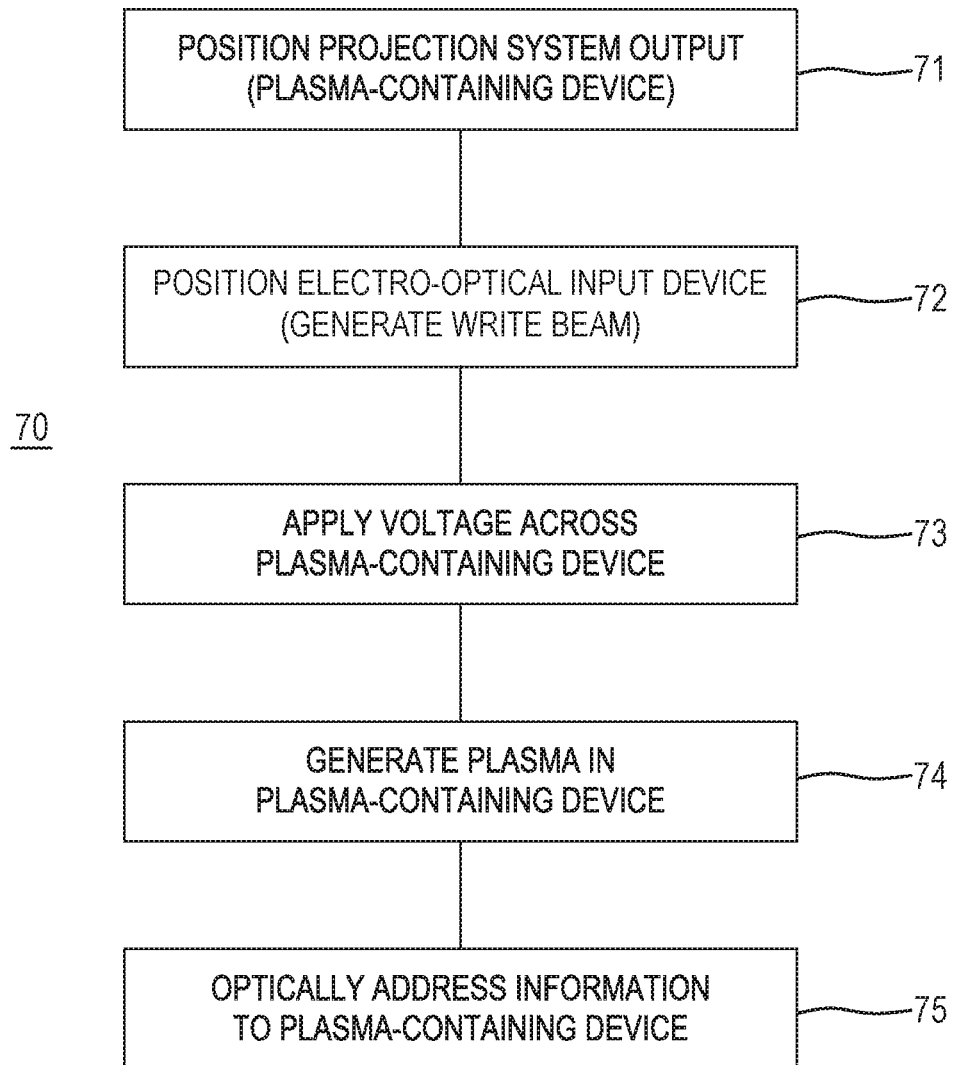 POSITION PROJECTION SYSTEM OUTPUT
(PLASMA-CONTAINING DEVICE)
71
POSITION ELECTRO-OPTICAL INPUT DEVICE
(GENERATE WRITE BEAM)
72
70
APPLY VOLTAGE ACROSS
PLASMA-CONTAINING DEVICE
73
GENERATE PLASMA IN
PLASMA-CONTAINING DEVICE
74
OPTICALLY ADDRESS INFORMATION
TO PLASMA-CONTAINING DEVICE
75